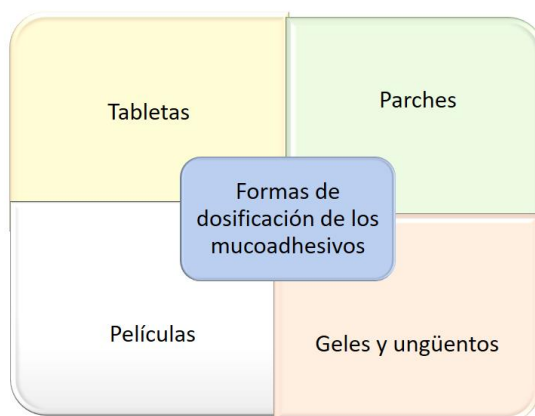 Tabletas
Parches
Formas de
dosificación de los
mucoadhesivos
Películas
Geles y ungüentos